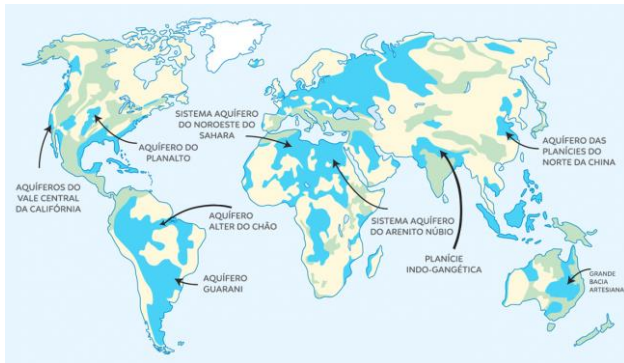 SISTEMA AQUÍFERO
DO NOROESTE DO
SAHARA
AQUÍFERO DO
PLANALTO
AQUÍFEROS DO
VALE CENTRAL
DA CALIFÓRNIA
AQUÍFERO
ALTER DO CHÃO
AQUÍFERO
GUARANI
SISTEMA AQUÍFERO
DO ARENITO NÚBIO
PLANÍCIE
INDO-GANGÉTICA
AQUÍFERO DAS
PLANÍCIES DO
NORTE DA CHINA
GRANDE
BACIA
ARTESIANA